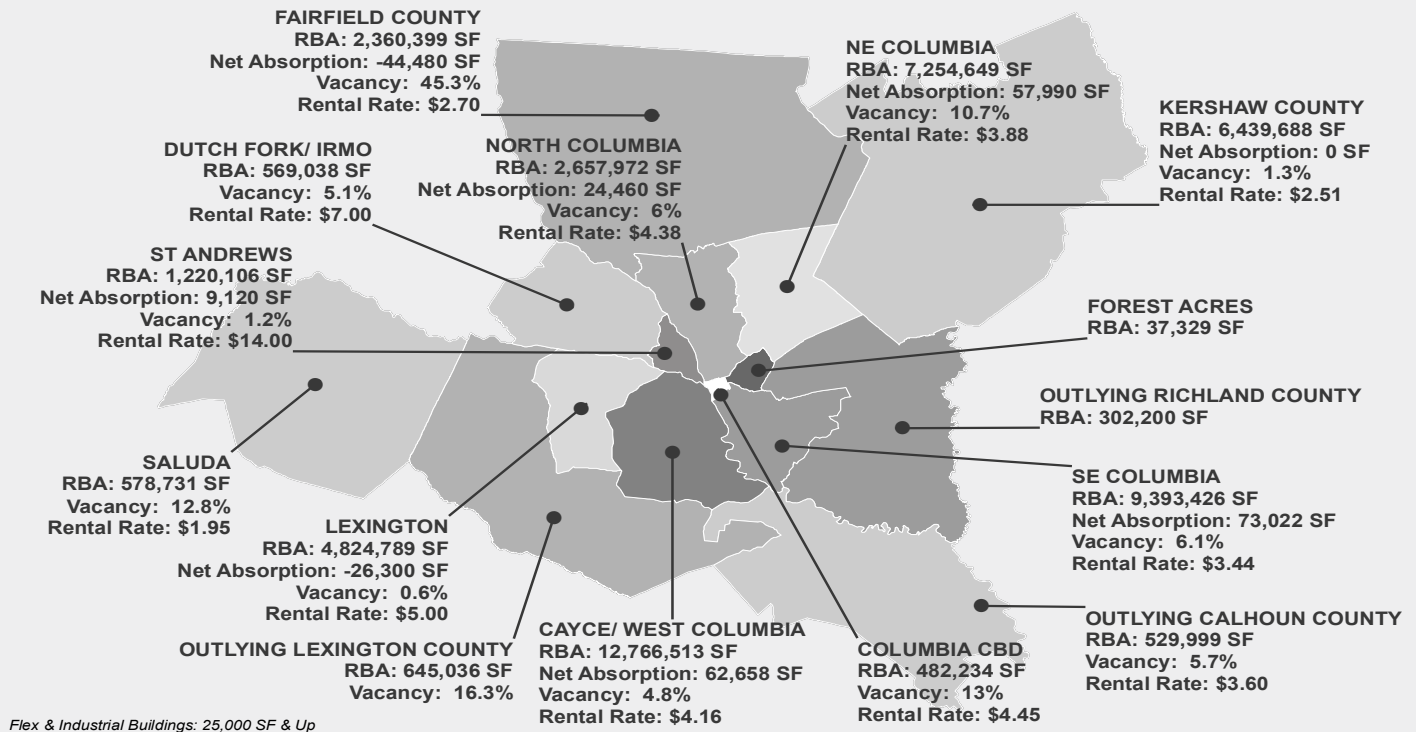 FAIRFIELD COUNTY
RBA: 2,360,399 SF
Net Absorption: -44,480 SF
Vacancy: 45.3%
Rental Rate: $2.70
NE COLUMBIA
RBA: 7,254,649 SF
Net Absorption: 57,990 SF
Vacancy: 10.7%
Rental Rate: $3.88
KERSHAW COUNTY
RBA: 6,439,688 SF
Net Absorption: 0 SF
Vacancy: 1.3%
Rental Rate: $2.51
DUTCH FORK/ IRMO
RBA: 569,038 SF
Vacancy: 5.1%
Rental Rate: $7.00
NORTH COLUMBIA
RBA: 2,657,972 SF
Net Absorption: 24,460 SF
Vacancy: 6%
Rental Rate: $4.38
ST ANDREWS
RBA: 1,220,106 SF
Net Absorption: 9,120 SF
Vacancy: 1.2%
Rental Rate: $14.00
FOREST ACRES
RBA: 37,329 SF
OUTLYING RICHLAND COUNTY
RBA: 302,200 SF
SALUDA
RBA: 578,731 SF
Vacancy: 12.8%
Rental Rate: $1.95
SE COLUMBIA
RBA: 9,393,426 SF
Net Absorption: 73,022 SF
Vacancy: 6.1%
Rental Rate: $3.44
LEXINGTON
RBA: 4,824,789 SF
Net Absorption: -26,300 SF
Vacancy: 0.6%
Rental Rate: $5.00
OUTLYING LEXINGTON COUNTY
RBA: 645,036 SF
Vacancy: 16.3%
CAYCE/ WEST COLUMBIA
RBA: 12,766,513 SF
Net Absorption: 62,658 SF
Vacancy: 4.8%
Rental Rate: $4.16
COLUMBIA CBD
RBA: 482,234 SF
Vacancy: 13%
Rental Rate: $4.45
OUTLYING CALHOUN COUNTY
RBA: 529,999 SF
Vacancy: 5.7%
Rental Rate: $3.60
Flex & Industrial Buildings: 25,000 SF & Up